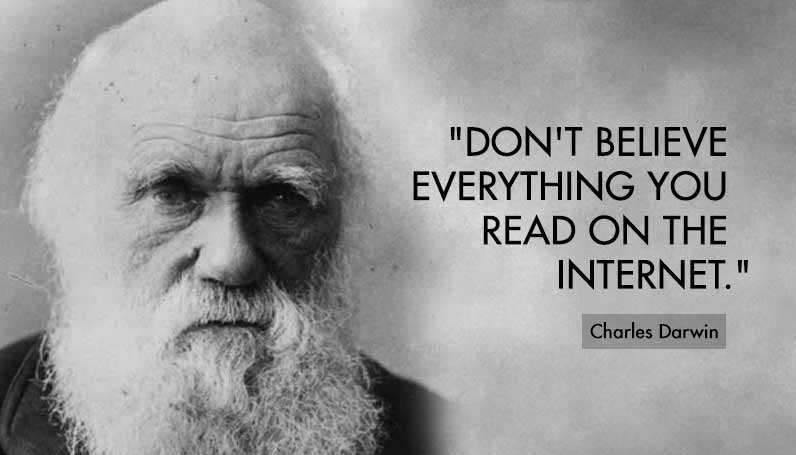 "DON'T BELIEVE
EVERYTHING YOU
READ ON THE
INTERNET."
Charles Darwin